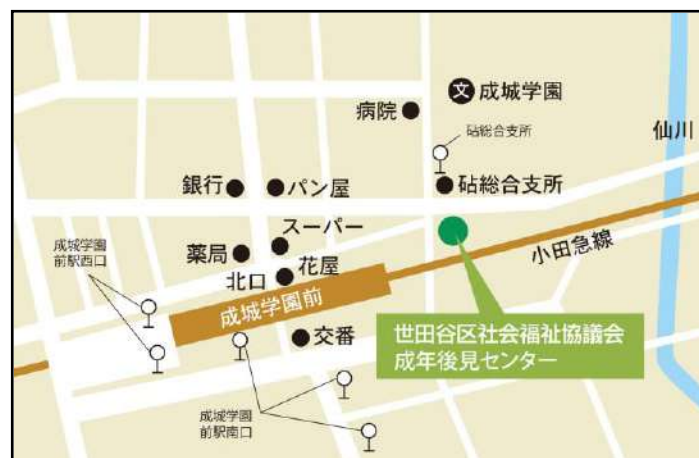 文 成城学園
病院
砧総合支所
仙川
銀行
パン屋
砧総合支所
スーパー
成城学園
前駅西口
薬局
北口
花屋
小田急線
成城学園前
世田谷区社会福祉協議会
成年後見センター
交番
成城学園
前駅南口